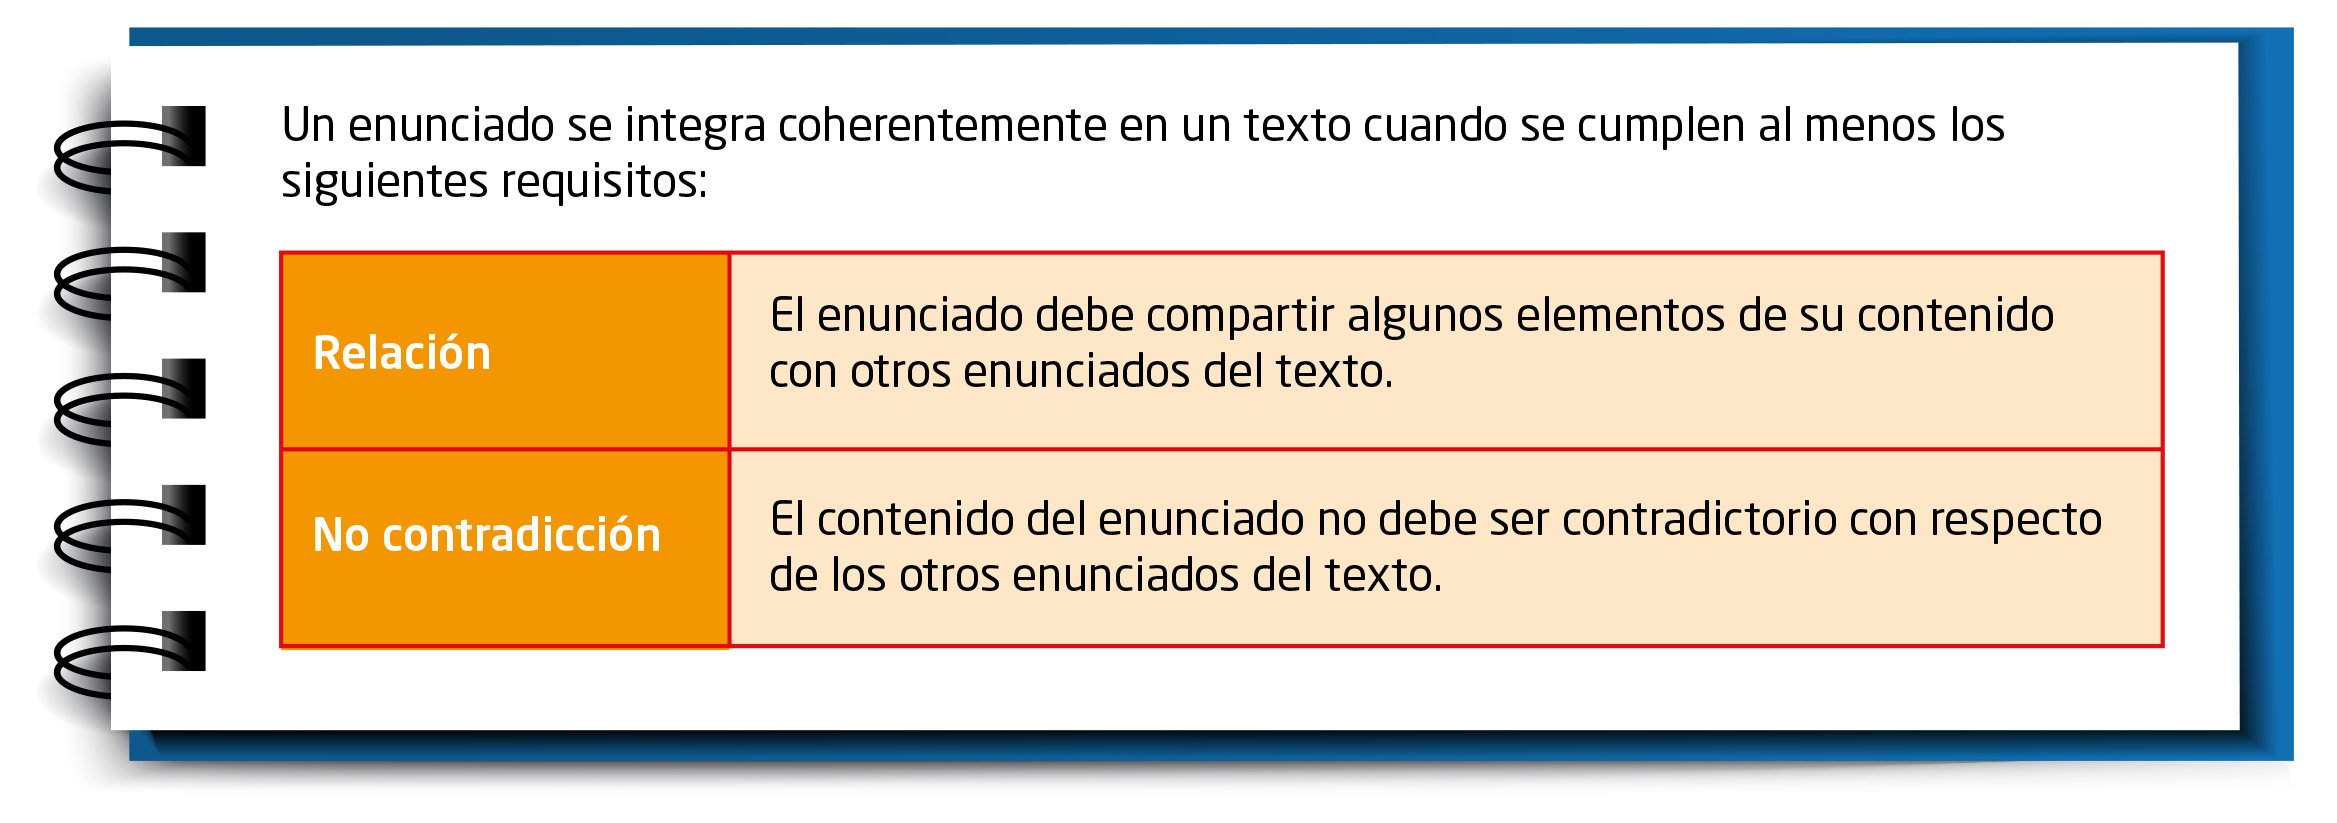 Un enunciado se integra coherentemente en un texto cuando se cumplen al menos los
siguientes requisitos:
Relación
El enunciado debe compartir algunos elementos de su contenido
con otros enunciados del texto.
No contradicción
El contenido del enunciado no debe ser contradictorio con respecto
de los otros enunciados del texto.